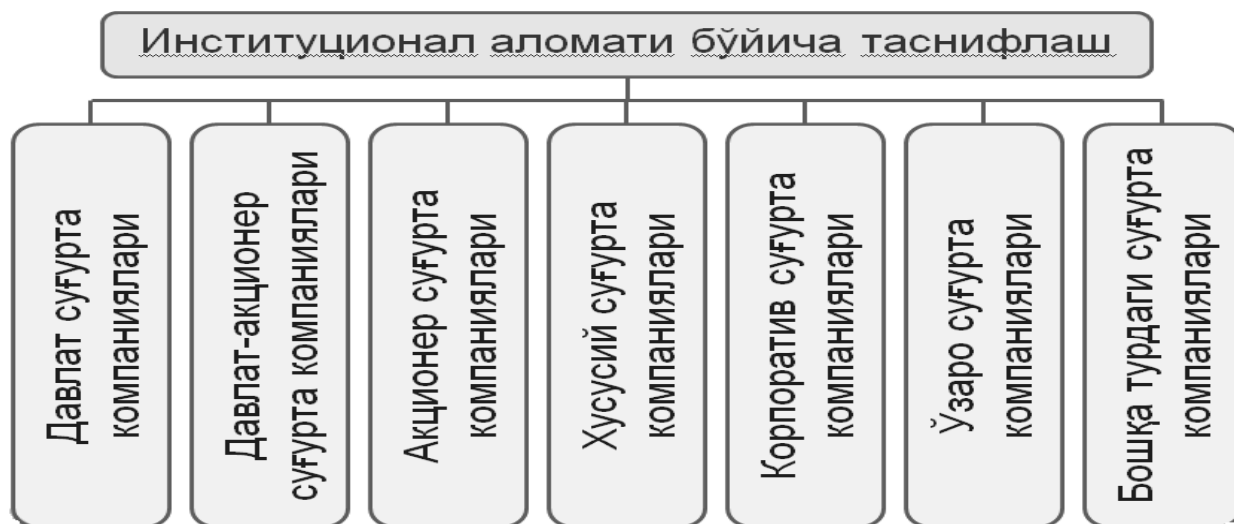 Институционал аломати бўйича таснифлаш
Давлат суғурта
компаниялари
Давлат-акционер
суғурта компаниялари
Акционер суғурта
компаниялари
Хусусий суғурта
компаниялари
Корпоратив суғурта
компаниялари
Ўзаро суғурта
компаниялари
Бошқа турдаги суғурта
компаниялари